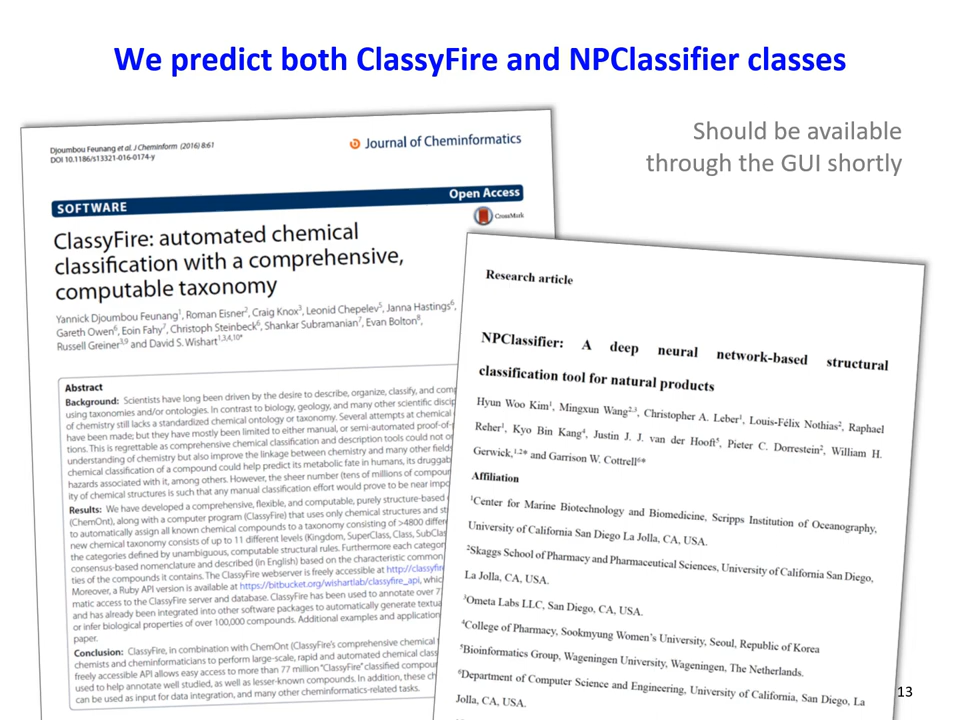 We predict both ClassyFire and NPClassifier classes
Should be available
through the GUI shortly
Djoumbou Feunang et al. J Cheminform (2016) 8:61
DOI 10.1186/s13321-016-0174-y
Journal of Cheminformatics
SOFTWARE
Open Access
CrossMark
ClassyFire: automated chemical
classification with a comprehensive,
computable taxonomy
Yannick Djoumbou Feunang1, Roman Eisner2, Craig Knox3, Leonid Chepelev5, Janna Hastings6,
Gareth Owen6, Eoin Fahy7, Christoph Steinbeck6, Shankar Subramanian7, Evan Bolton8,
Russell Greiner3,9 and David S. Wishart1,3,4,10*
Abstract
Background: Scientists have long been driven by the desire to describe, organize, classify, and comp
using taxonomies and/or ontologies. In contrast to biology, geology, and many other scientific discip
of chemistry still lacks a standardized chemical ontology or taxonomy. Several attempts at chemical
have been made; but they have mostly been limited to either manual, or semi-automated proof-of-
tions. This is regrettable as comprehensive chemical classification and description tools could not on
understanding of chemistry but also improve the linkage between chemistry and many other fields
chemical classification of a compound could help predict its metabolic fate in humans, its druggab
hazards associated with it, among others. However, the sheer number (tens of millions of compoun
ity of chemical structures is such that any manual classification effort would prove to be near impo
Results: We have developed a comprehensive, flexible, and computable, purely structure-based
(ChemOnt), along with a computer program (ClassyFire) that uses only chemical structures and st
to automatically assign all known chemical compounds to a taxonomy consisting of >4800 differe
new chemical taxonomy consists of up to 11 different levels (Kingdom, SuperClass, Class, SubClas
the categories defined by unambiguous, computable structural rules. Furthermore each categor
consensus-based nomenclature and described (in English) based on the characteristic common
ties of the compounds it contains. The ClassyFire webserver is freely accessible at http://classyfire
Moreover, a Ruby API version is available at https://bitbucket.org/wishartlab/classyfire_api, whic
matic access to the ClassyFire server and database. ClassyFire has been used to annotate over 7
and has already been integrated into other software packages to automatically generate textua
or infer biological properties of over 100,000 compounds. Additional examples and application
paper.
Conclusion: ClassyFire, in combination with ChemOnt (ClassyFire's comprehensive chemical
chemists and cheminformaticians to perform large-scale, rapid and automated chemical class
freely accessible API allows easy access to more than 77 million "ClassyFire" classified compoun
used to help annotate well studied, as well as lesser-known compounds. In addition, these ch
can be used as input for data integration, and many other cheminformatics-related tasks.
Research article
NPClassifier: A deep neural network-based structural
classification tool for natural products
Hyun Woo Kim1, Mingxun Wang2,3, Christopher A. Leber1, Louis-Félix Nothias2, Raphael
Reher1, Kyo Bin Kang4, Justin J. J. van der Hooft5, Pieter C. Dorrestein2, William H.
Gerwick,1,2* and Garrison W. Cottrell6*
Affiliation
1Center for Marine Biotechnology and Biomedicine, Scripps Institution of Oceanography,
University of California San Diego La Jolla, CA, USA.
2Skaggs School of Pharmacy and Pharmaceutical Sciences, University of California San Diego,
La Jolla, CA, USA.
3Ometa Labs LLC, San Diego, CA, USA.
4College of Pharmacy, Sookmyung Women's University, Seoul, Republic of Korea
5Bioinformatics Group, Wageningen University, Wageningen, The Netherlands.
6Department of Computer Science and Engineering, University of California, San Diego, La
Jolla, CA, USA.
13